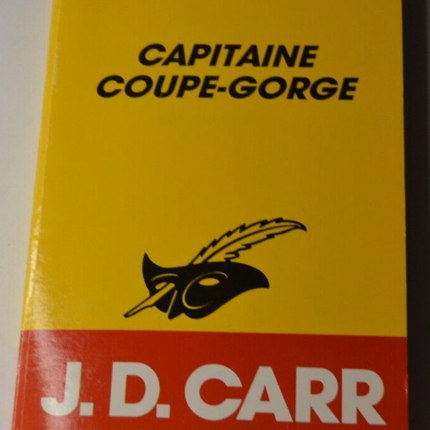 CAPITAINE
COUPE-GORGE
J. D. CARR